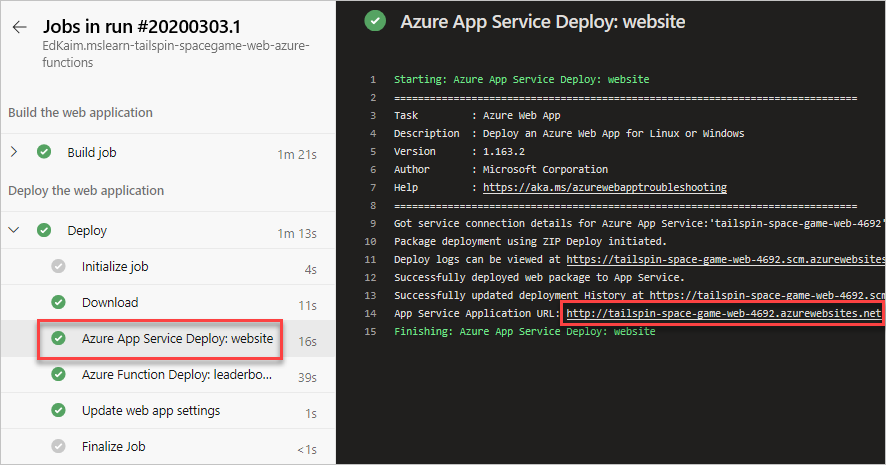 Jobs in run #20200303.1
EdKaim.mslearn-tailspin-spacegame-web-azure-
functions
Build the web application
Build job 1m 21s
Deploy the web application
Deploy 1m 13s
Initialize job 4s
Download 11s
Azure App Service Deploy: website 16s
Azure Function Deploy: leaderbo... 39s
Update web app settings 1s
Finalize Job <1s
Azure App Service Deploy: website
1 Starting: Azure App Service Deploy: website
2 ==============================================================================
3 Task : Azure Web App
4 Description : Deploy an Azure Web App for Linux or Windows
5 Version : 1.163.2
6 Author : Microsoft Corporation
7 Help : https://aka.ms/azurewebapptroubleshooting
8 ==============================================================================
9 Got service connection details for Azure App Service:'tailspin-space-game-web-4692'
10 Package deployment using ZIP Deploy initiated.
11 Deploy logs can be viewed at https://tailspin-space-game-web-4692.scm.azurewebsites
12 Successfully deployed web package to App Service.
13 Successfully updated deployment History at https://tailspin-space-game-web-4692.scm
14 App Service Application URL: http://tailspin-space-game-web-4692.azurewebsites.net
15 Finishing: Azure App Service Deploy: website